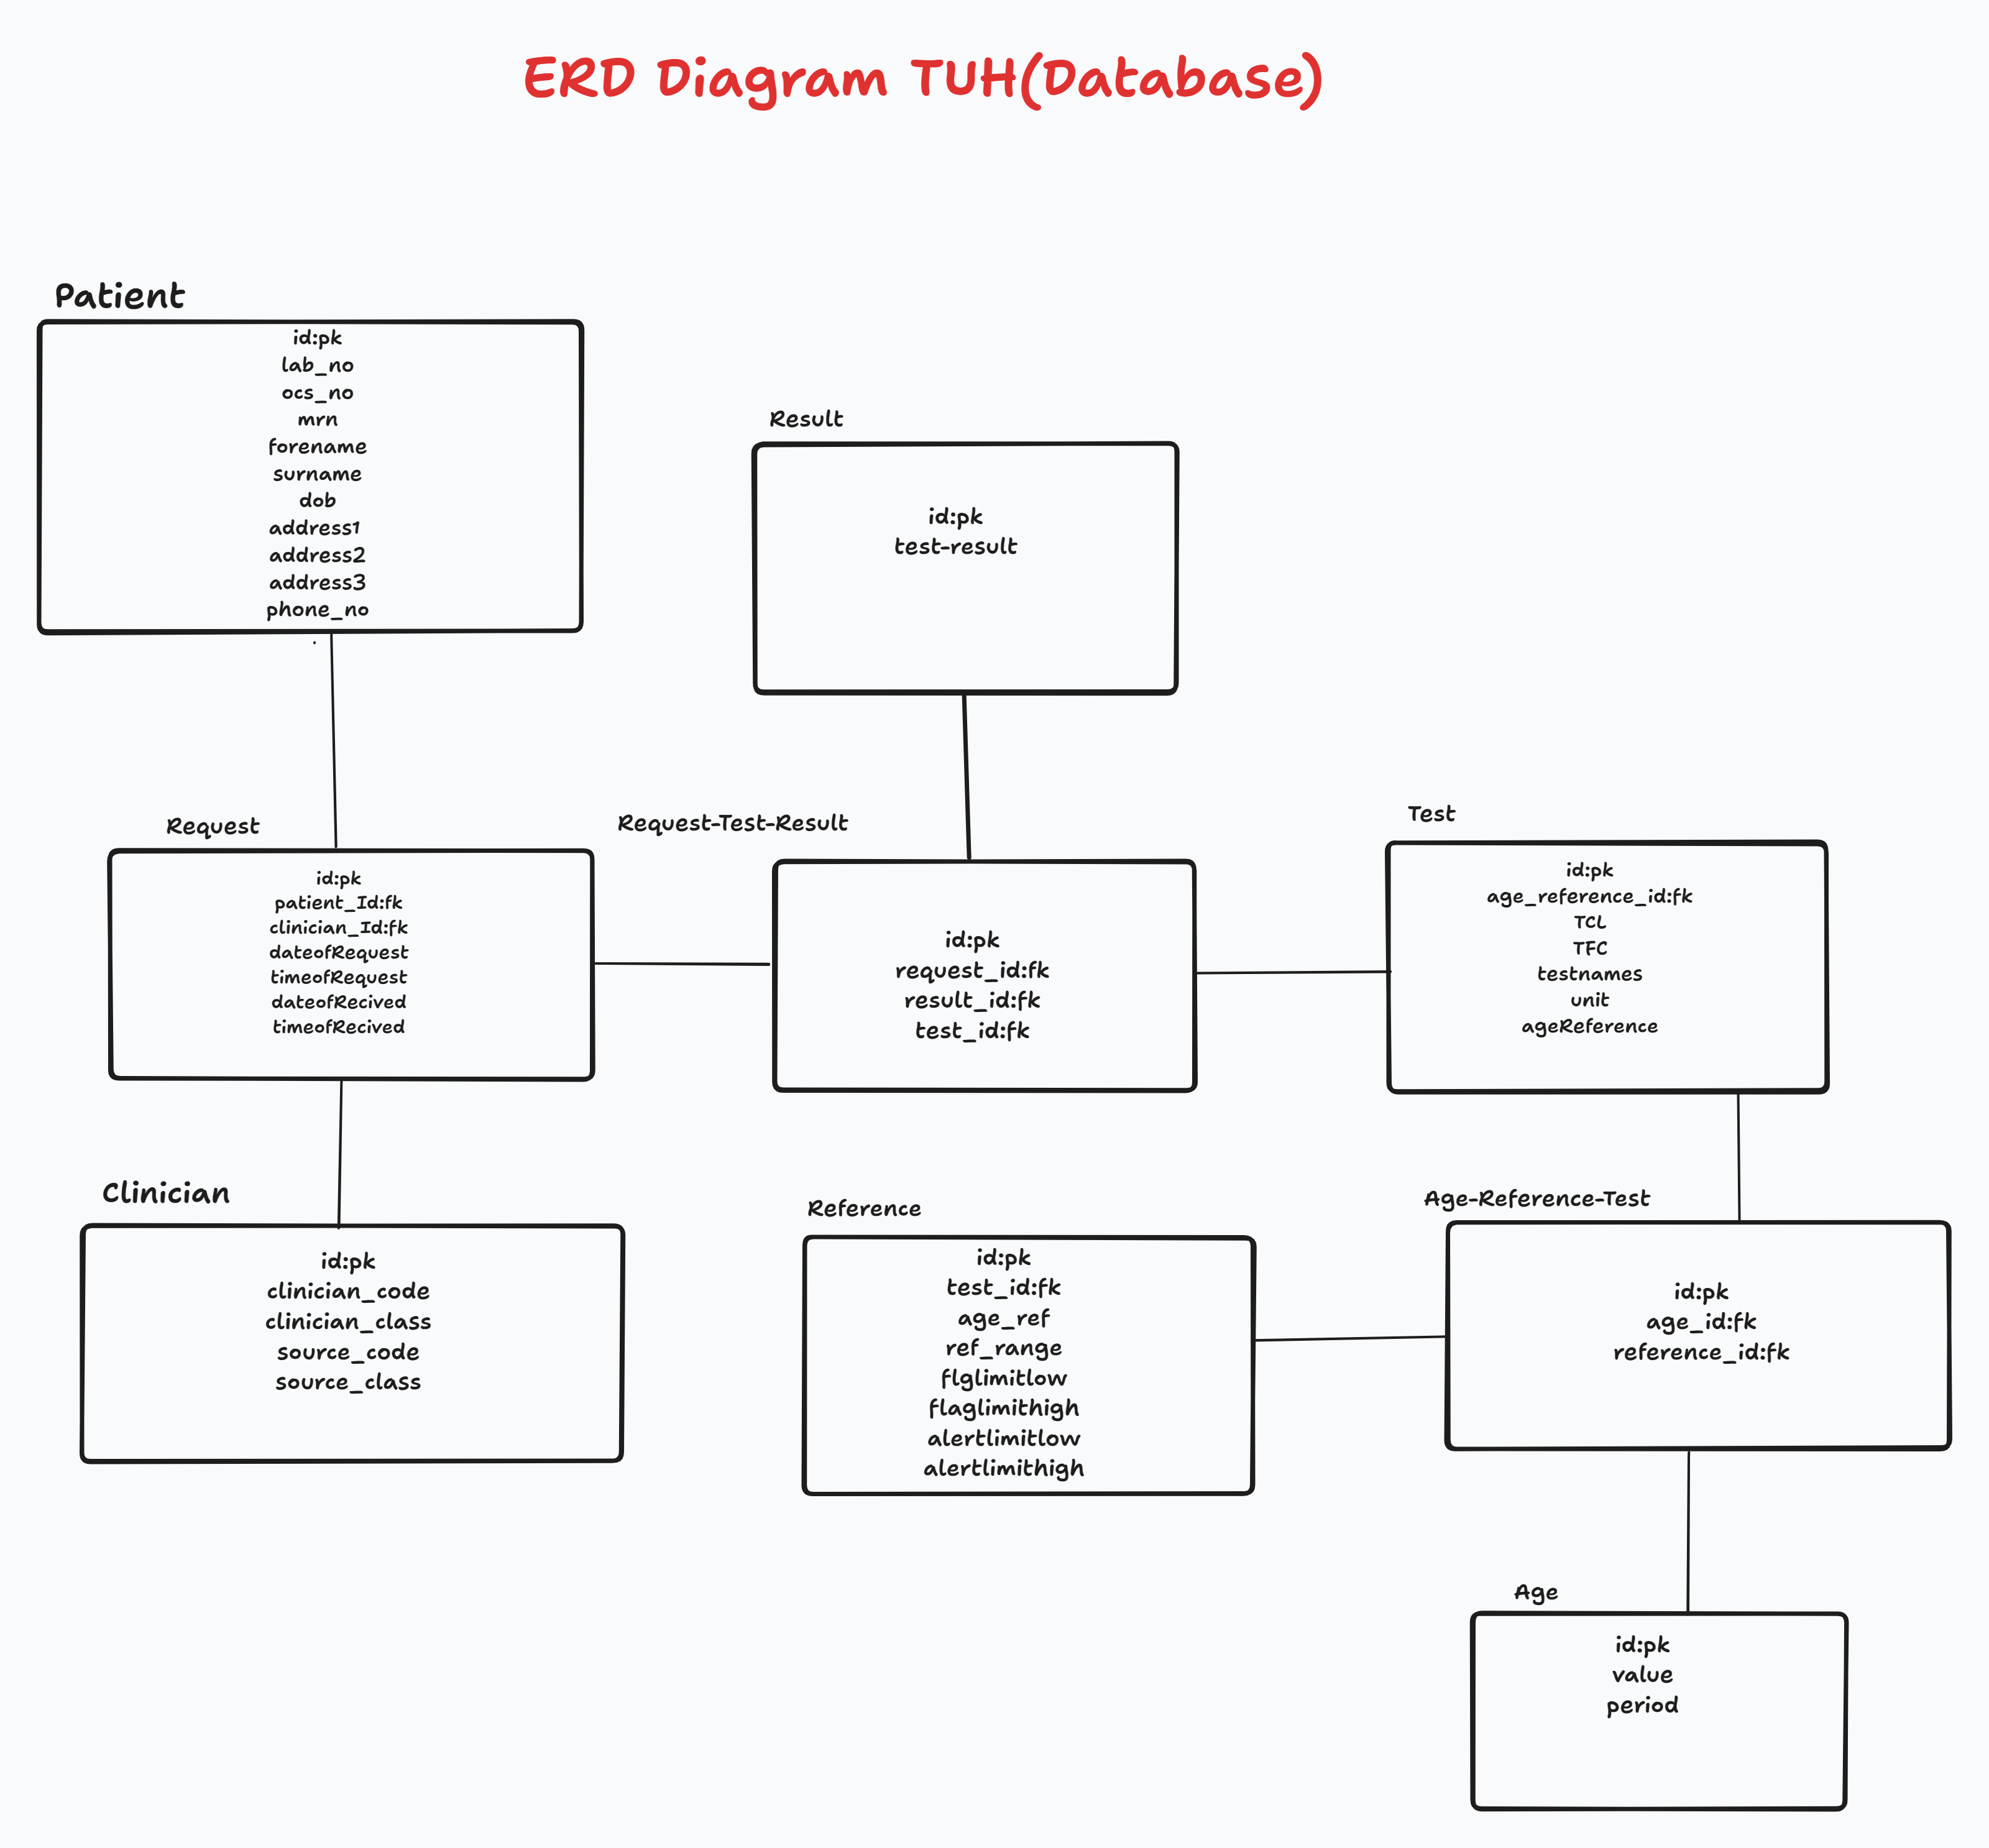 ERD Diagram TUH(Database)
Patient
id:pk
lab_no
ocs_no
mrn
forename
surname
dob
address1
address2
address3
phone_no
Result
id:pk
test-result
Request
id:pk
patient_Id:fk
clinician_Id:fk
dateofRequest
timeofRequest
dateofRecived
timeofRecived
Request-Test-Result
id:pk
request_id:fk
result_id:fk
test_id:fk
Test
id:pk
age_reference_id:fk
TCL
TFC
testnames
unit
ageReference
Clinician
id:pk
clinician_code
clinician_class
source_code
source_class
Reference
id:pk
test_id:fk
age_ref
ref_range
flglimitlow
flaglimithigh
alertlimitlow
alertlimithigh
Age-Reference-Test
id:pk
age_id:fk
reference_id:fk
Age
id:pk
value
period